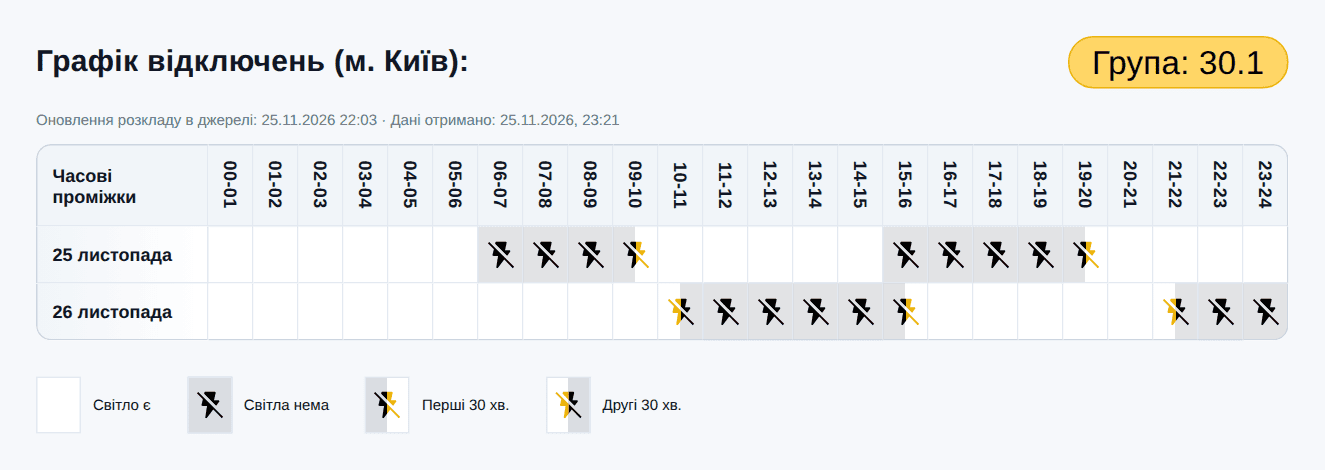 Графік відключень (м. Київ):
Група: 30.1
Оновлення розкладу в джерелі: 25.11.2026 22:03 · Дані отримано: 25.11.2026, 23:21
Часові
проміжки
00-01
01-02
02-03
03-04
04-05
05-06
06-07
07-08
08-09
09-10
10-11
11-12
12-13
13-14
14-15
15-16
16-17
17-18
18-19
19-20
20-21
21-22
22-23
23-24
25 листопада
26 листопада
Світло є
Світла нема
Перші 30 хв.
Другі 30 хв.